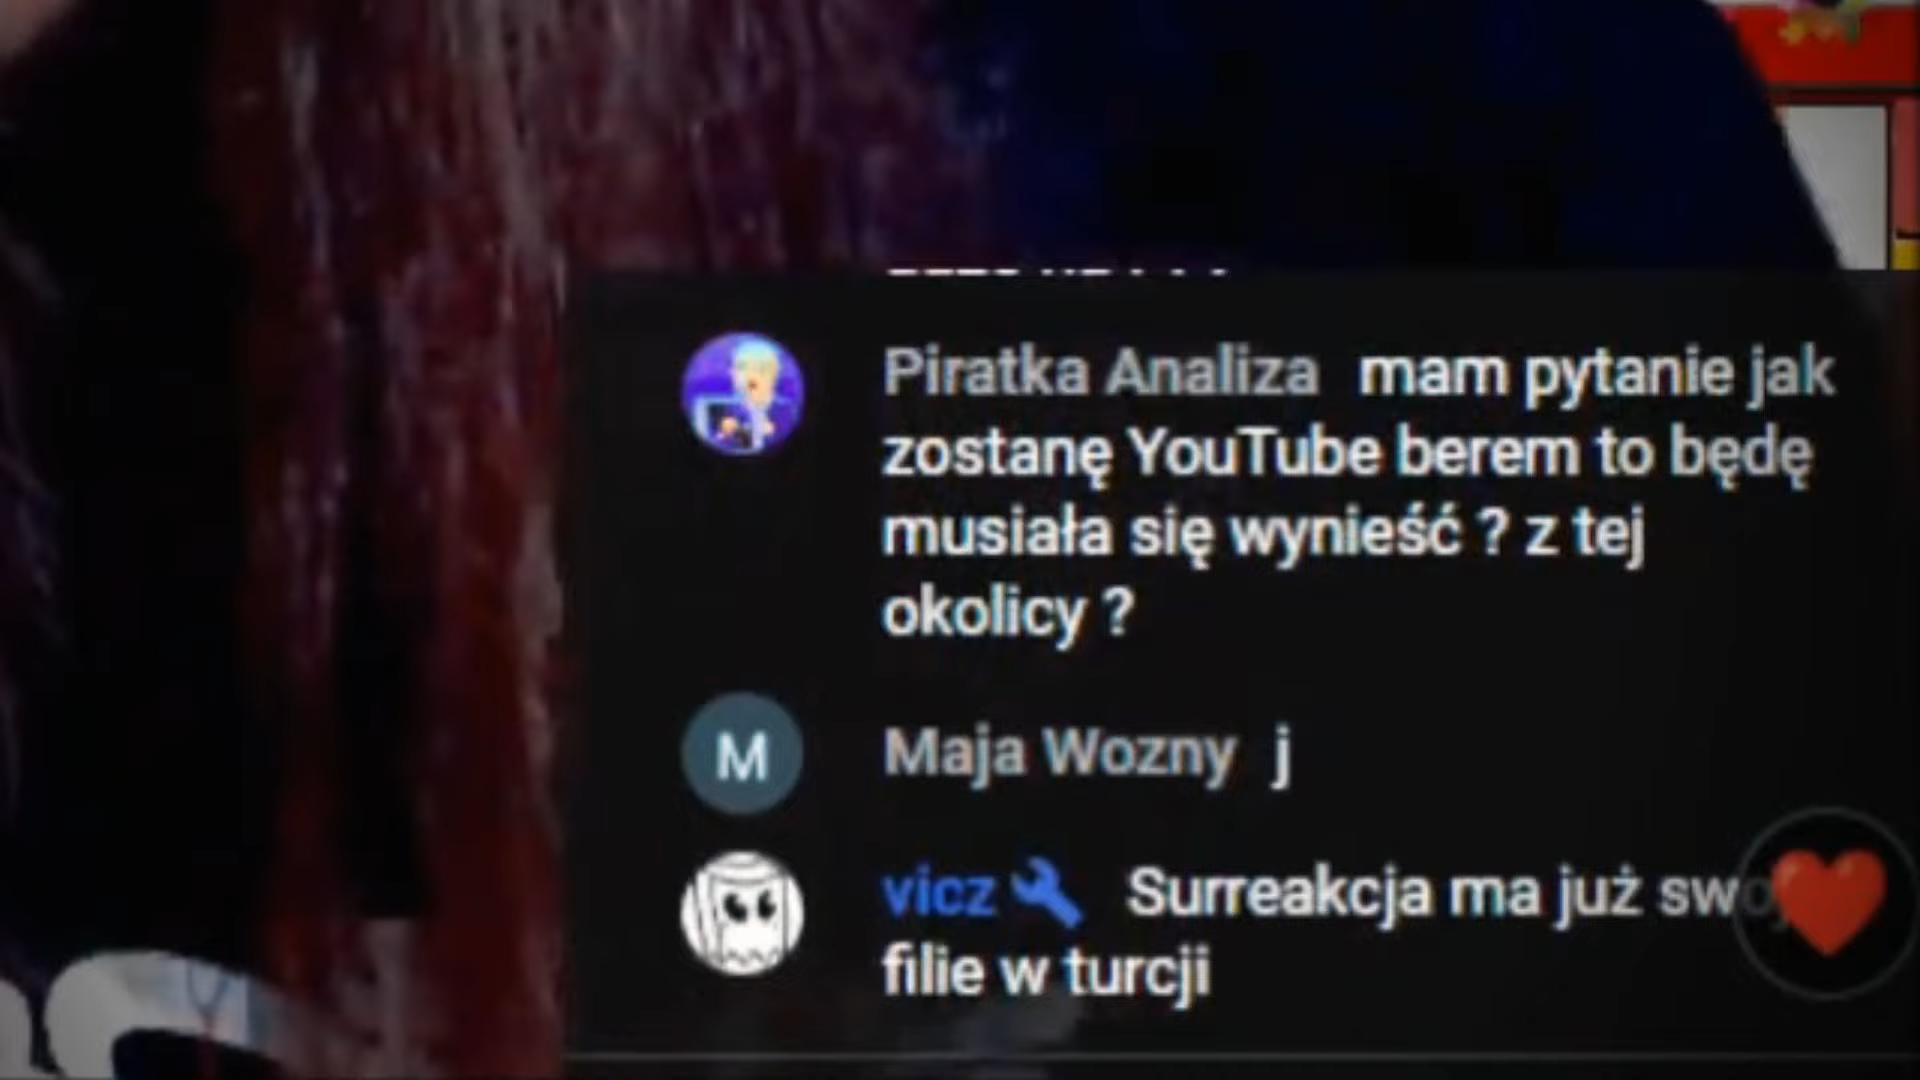 Piratka Analiza mam pytanie jak
zostanę YouTube berem to będę
musiała się wynieść ? z tej
okolicy ?
M Maja Wozny j
vicz Surreakcja ma już
filie w turcji